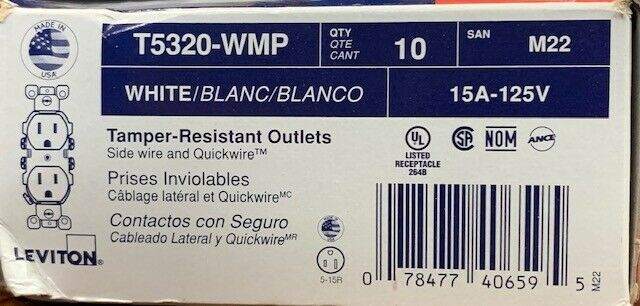 MADE IN
USA
T5320-WMP
QTY
QTE
CANT
10
SAN
M22
WHITE/BLANC/BLANCO
15A-125V
Tamper-Resistant Outlets
Side wire and Quickwire™
Prises Inviolables
Câblage latéral et Quickwire MC
Contactos con Seguro
Cableado Lateral y Quickwire MR
LEVITON®
UL
LISTED
RECEPTACLE
264B
SA
NOM
ANCE
5-15R
0 78477 40659 5
M22